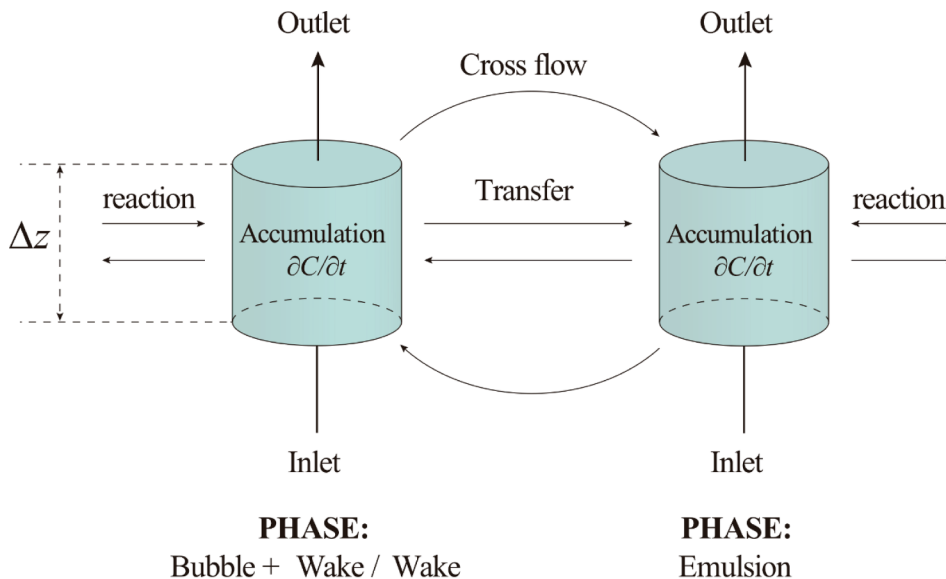 Outlet
Outlet
Cross flow
reaction
Transfer
reaction
Δz
Accumulation
∂C/∂t
Accumulation
∂C/∂t
Inlet
Inlet
PHASE:
Bubble + Wake / Wake
PHASE:
Emulsion